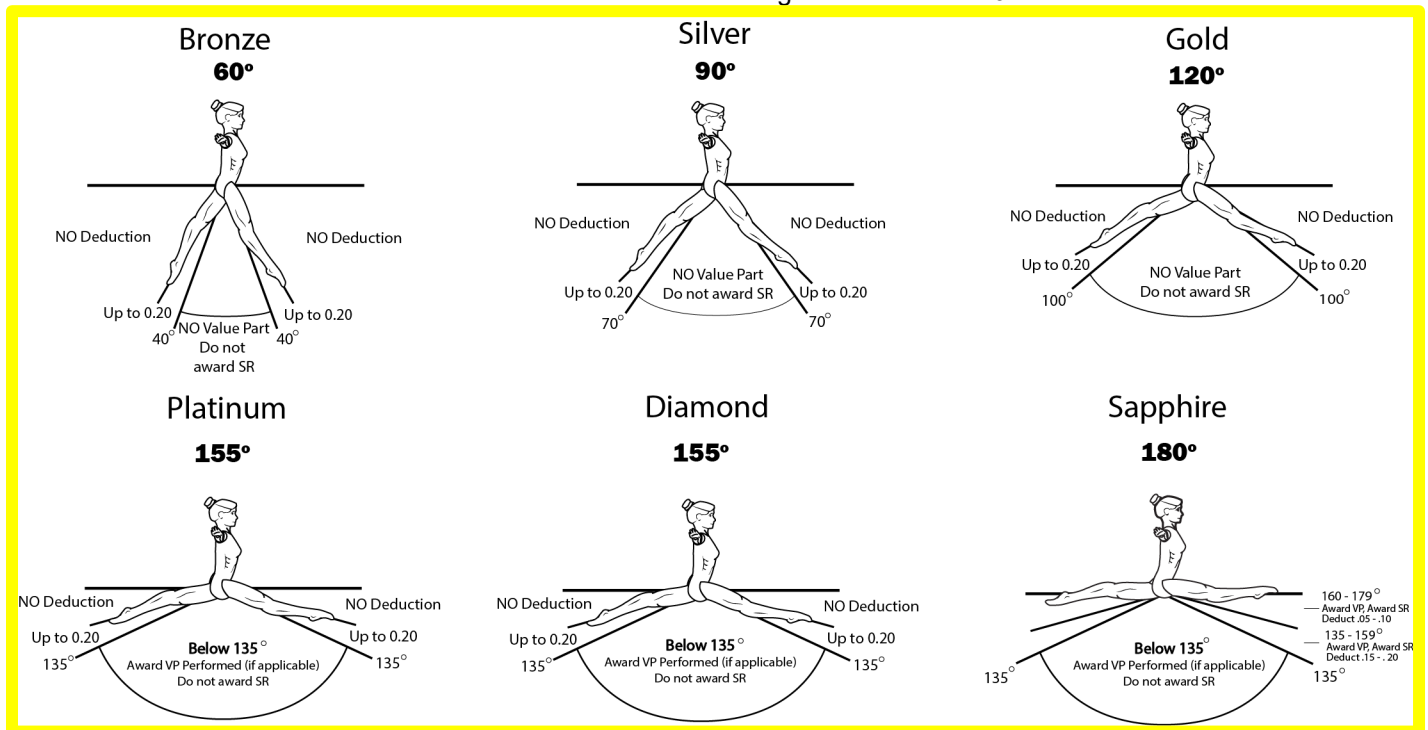 Bronze
60º
NO Deduction
NO Deduction
Up to 0.20
Up to 0.20
40°
40°
NO Value Part
Do not
award SR
Silver
90º
NO Deduction
NO Deduction
NO Value Part
Do not award SR
Up to 0.20
Up to 0.20
70°
70°
Gold
120º
NO Deduction
NO Deduction
Up to 0.20
Up to 0.20
NO Value Part
Do not award SR
100°
100°
Platinum
155º
NO Deduction
NO Deduction
Up to 0.20
Up to 0.20
135°
135°
Below 135°
Award VP Performed (if applicable)
Do not award SR
Diamond
155º
NO Deduction
NO Deduction
Up to 0.20
Up to 0.20
135°
135°
Below 135°
Award VP Performed (if applicable)
Do not award SR
Sapphire
180º
160 - 179°
Award VP, Award SR
Deduct .05 - .10
135 - 159°
Award VP, Award SR
Deduct .15 - . 20
Below 135°
Award VP Performed (if applicable)
Do not award SR
135°
135°